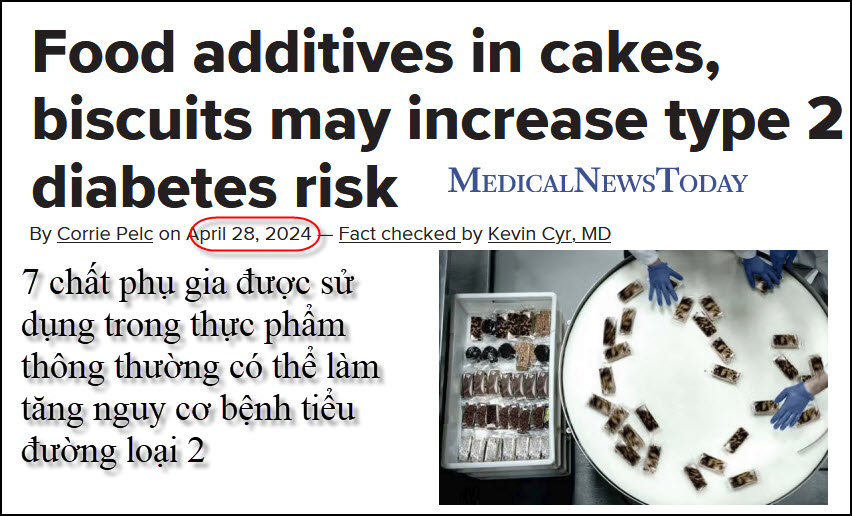 Food additives in cakes,
biscuits may increase type 2
diabetes risk
MEDICALNEWSTODAY
By Corrie Pelc on April 28, 2024 — Fact checked by Kevin Cyr, MD
7 chất phụ gia được sử
dụng trong thực phẩm
thông thường có thể làm
tăng nguy cơ bệnh tiểu
đường loại 2